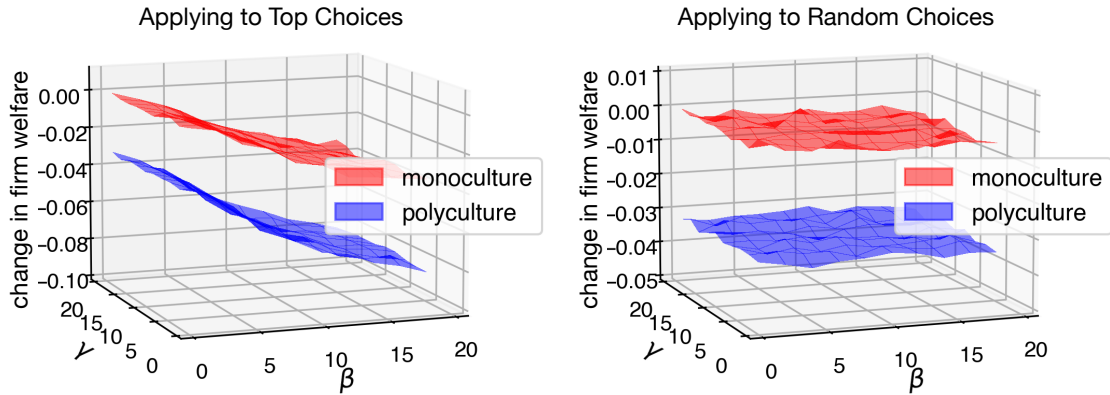 Applying to Top Choices
change in firm welfare
0.00
−0.02
−0.04
−0.06
−0.08
−0.10
20
15
10
5
0
γ
0
5
10
15
20
β
monoculture
polyculture
Applying to Random Choices
change in firm welfare
0.01
0.00
−0.01
−0.02
−0.03
−0.04
−0.05
20
15
10
5
0
γ
0
5
10
15
20
β
monoculture
polyculture